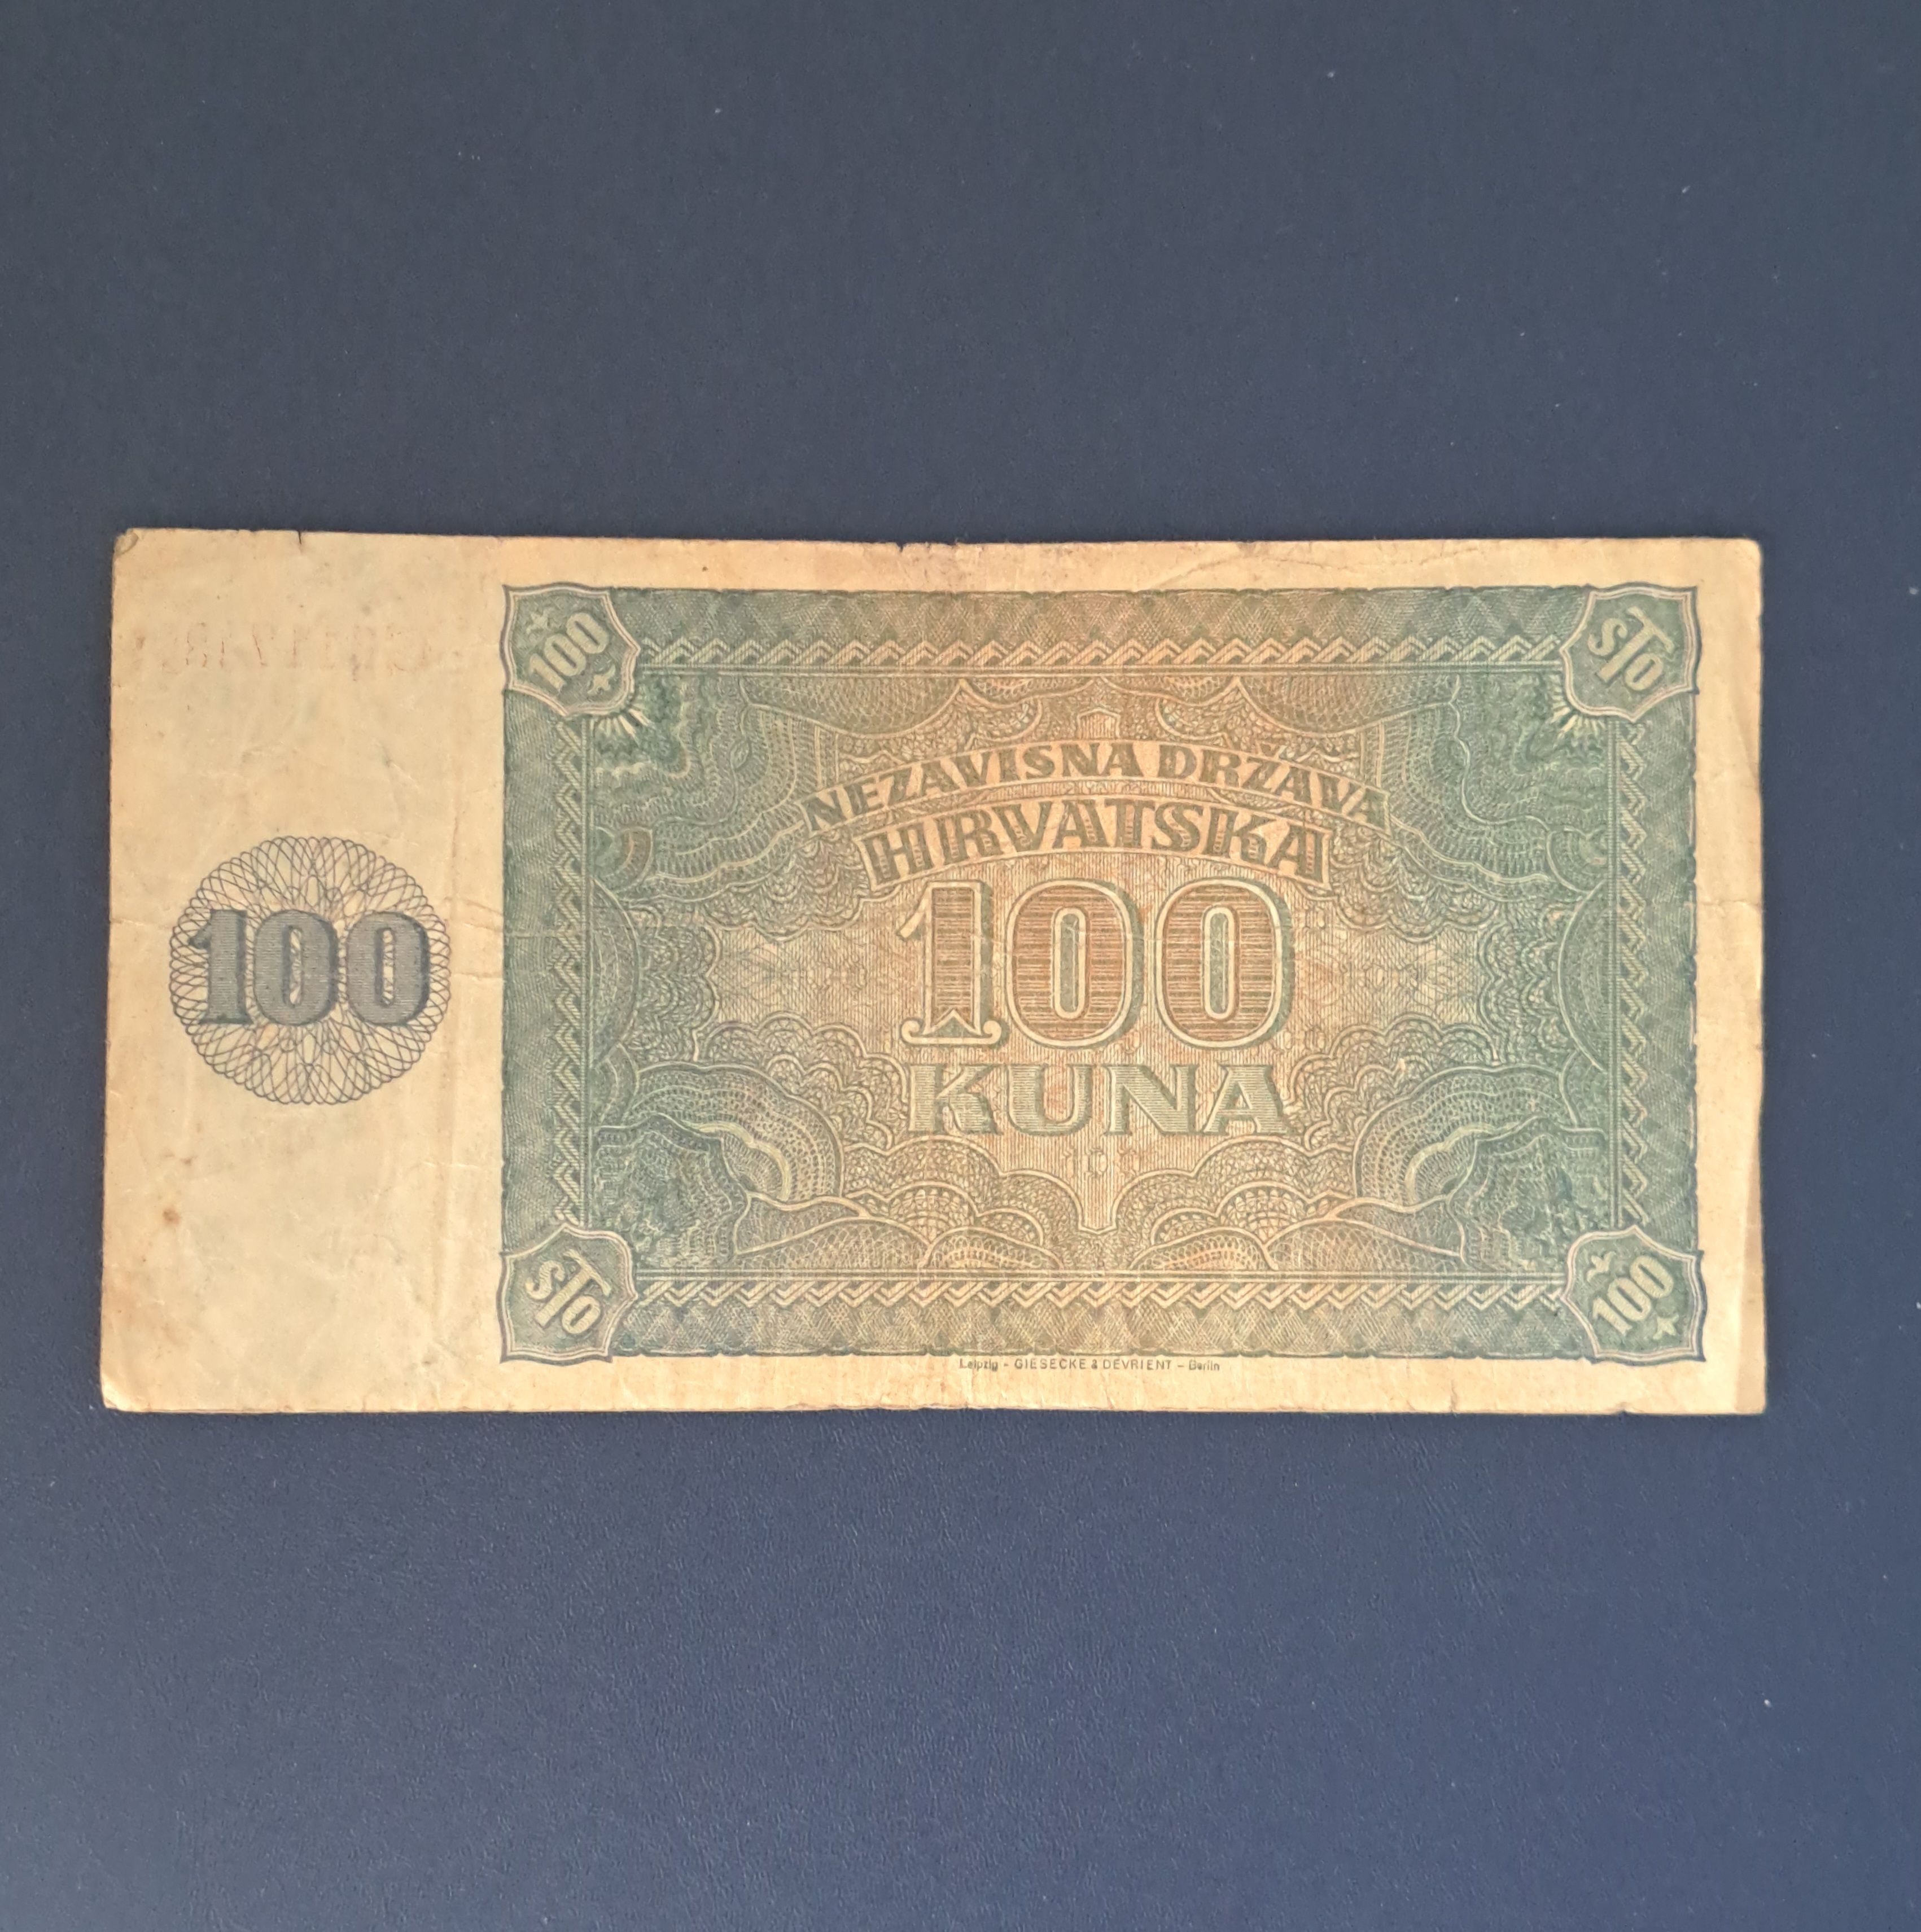 100
STO
NEZAVISNA DRŽAVA
HRVATSKA
100
100
KUNA
STO
100
Leipzig - GIESECKE & DEVRIENT - Berlin